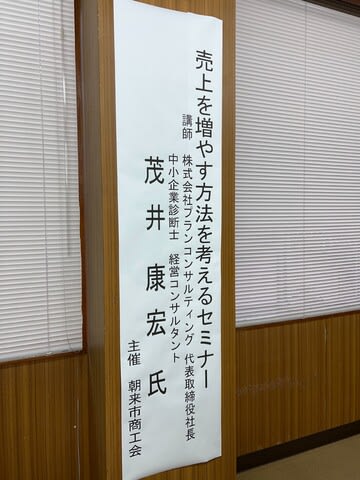 売上を増やす方法を考えるセミナー
講師　株式会社プランコンサルティング　代表取締役社長
中小企業診断士　経営コンサルタント
茂井　康宏　氏
主催　朝来市商工会